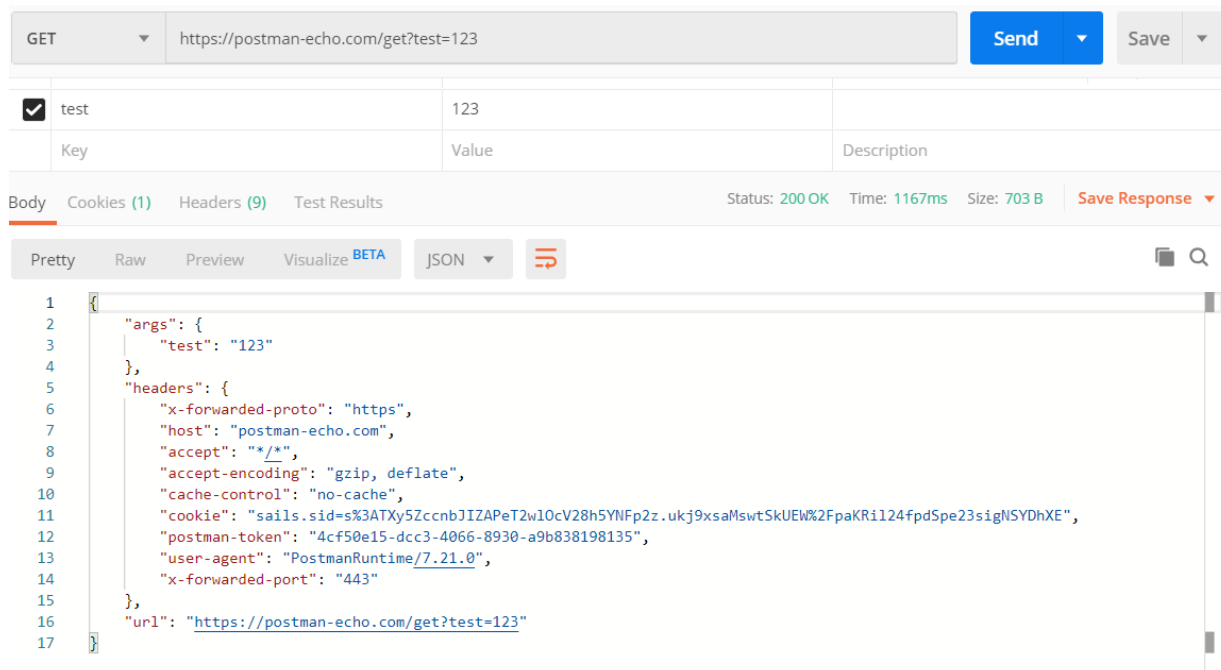 GET https://postman-echo.com/get?test=123 Send Save
test 123
Key Value Description
Body Cookies (1) Headers (9) Test Results Status: 200 OK Time: 1167ms Size: 703 B Save Response
Pretty Raw Preview Visualize BETA JSON
1 {
2 "args": {
3 "test": "123"
4 },
5 "headers": {
6 "x-forwarded-proto": "https",
7 "host": "postman-echo.com",
8 "accept": "*/*",
9 "accept-encoding": "gzip, deflate",
10 "cache-control": "no-cache",
11 "cookie": "sails.sid=s%3ATXy5ZccnbJIZAPeT2wlOcV28h5YNFp2z.ukj9xsaMswtSkUEW%2FpaKRil24fpdSpe23sigNSYDhXE",
12 "postman-token": "4cf50e15-dcc3-4066-8930-a9b838198135",
13 "user-agent": "PostmanRuntime/7.21.0",
14 "x-forwarded-port": "443"
15 },
16 "url": "https://postman-echo.com/get?test=123"
17 }